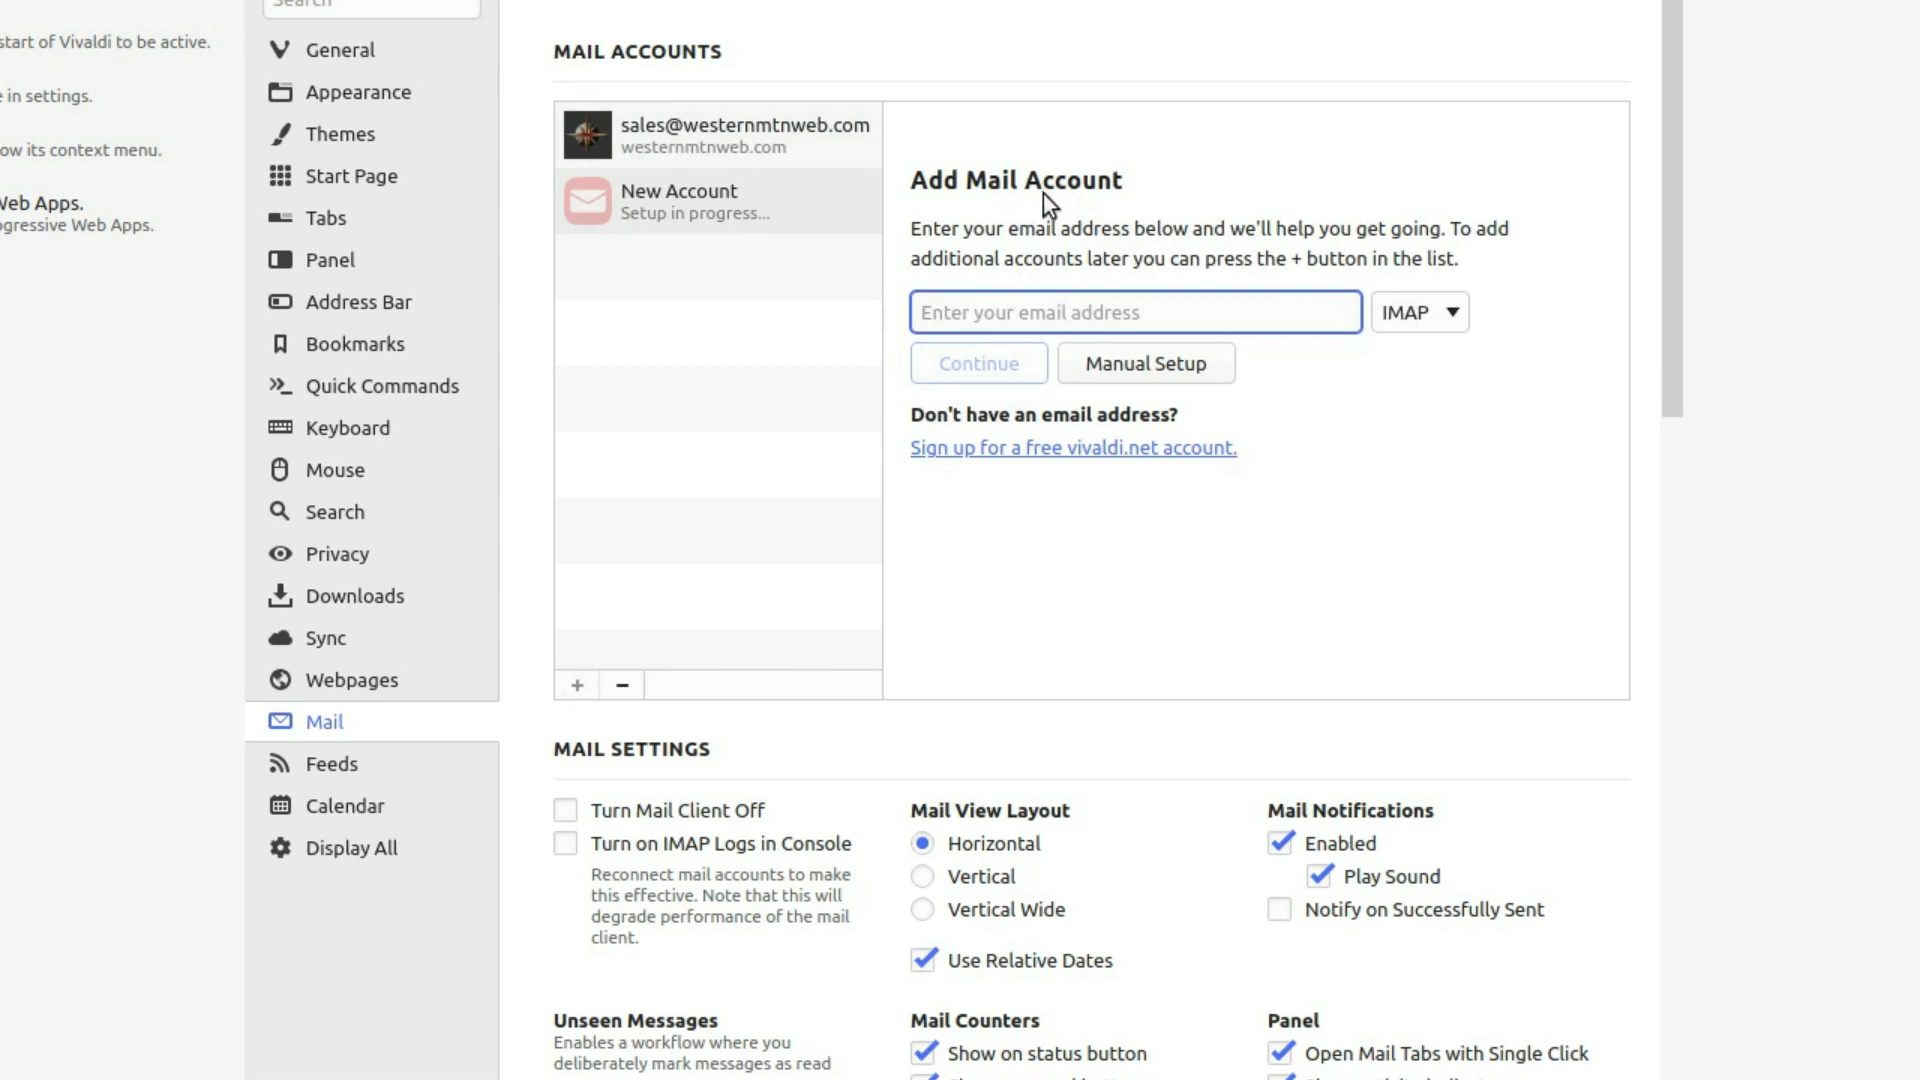 Search
start of Vivaldi to be active.
in settings.
ow its context menu.
Web Apps.
ogressive Web Apps.
General
Appearance
Themes
Start Page
Tabs
Panel
Address Bar
Bookmarks
Quick Commands
Keyboard
Mouse
Search
Privacy
Downloads
Sync
Webpages
Mail
Feeds
Calendar
Display All
MAIL ACCOUNTS
sales@westernmtnweb.com
westernmtnweb.com
New Account
Setup in progress...
+ −
Add Mail Account
Enter your email address below and we'll help you get going. To add
additional accounts later you can press the + button in the list.
Enter your email address
IMAP
Continue
Manual Setup
Don't have an email address?
Sign up for a free vivaldi.net account.
MAIL SETTINGS
Turn Mail Client Off
Turn on IMAP Logs in Console
Reconnect mail accounts to make
this effective. Note that this will
degrade performance of the mail
client.
Mail View Layout
Horizontal
Vertical
Vertical Wide
Use Relative Dates
Mail Notifications
Enabled
Play Sound
Notify on Successfully Sent
Unseen Messages
Enables a workflow where you
deliberately mark messages as read
Mail Counters
Show on status button
Panel
Open Mail Tabs with Single Click